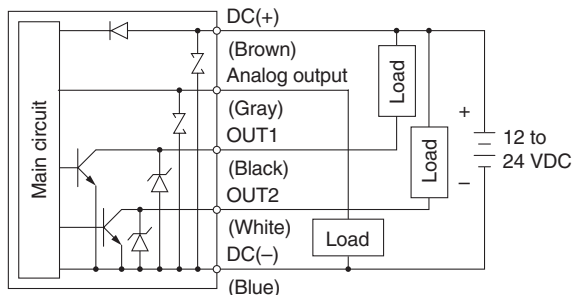 DC(+)
(Brown)
Analog output
(Gray)
OUT1
(Black)
OUT2
(White)
DC(–)
(Blue)
Main circuit
Load
Load
Load
+
–
12 to
24 VDC